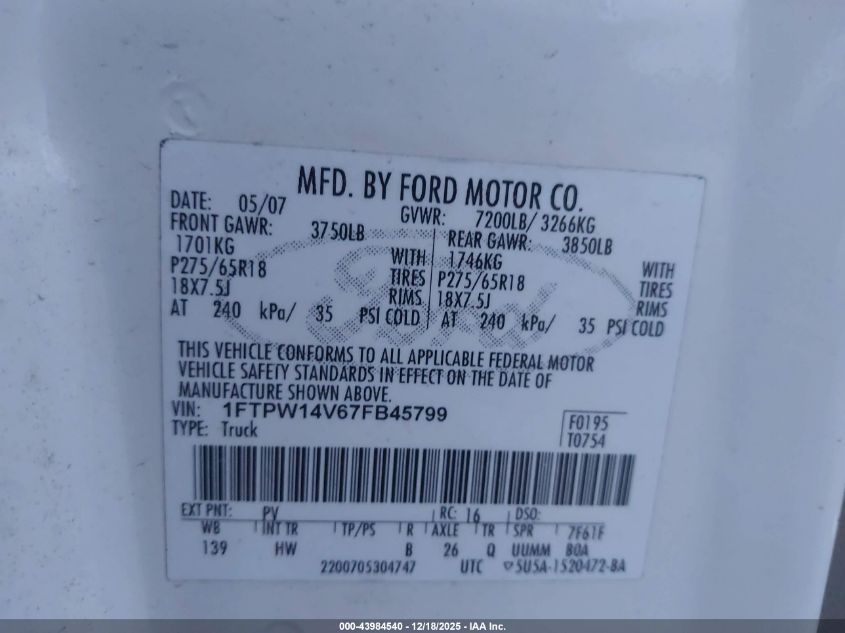 MFD. BY FORD MOTOR CO.
DATE: 05/07 GVWR: 7200LB/ 3266KG
FRONT GAWR: 3750LB REAR GAWR: 3850LB
1701KG WITH 1746KG WITH
P275/65R18 TIRES P275/65R18 TIRES
18X7.5J RIMS 18X7.5J RIMS
AT 240 kPa/ 35 PSI COLD AT 240 kPa/ 35 PSI COLD
Ford
THIS VEHICLE CONFORMS TO ALL APPLICABLE FEDERAL MOTOR
VEHICLE SAFETY STANDARDS IN EFFECT ON THE DATE OF
MANUFACTURE SHOWN ABOVE.
VIN: 1FTPW14V67FB45799 F0195
TYPE: Truck T0754
EXT PNT: PV RC: 16 DSO:
WB INT TR TP/PS R AXLE TR SPR 7F61F
139 HW B 26 Q UUMM BOA
2200705304747 UTC 5U5A-1520472-BA
000-43984540 - 12/18/2025 - IAA Inc.